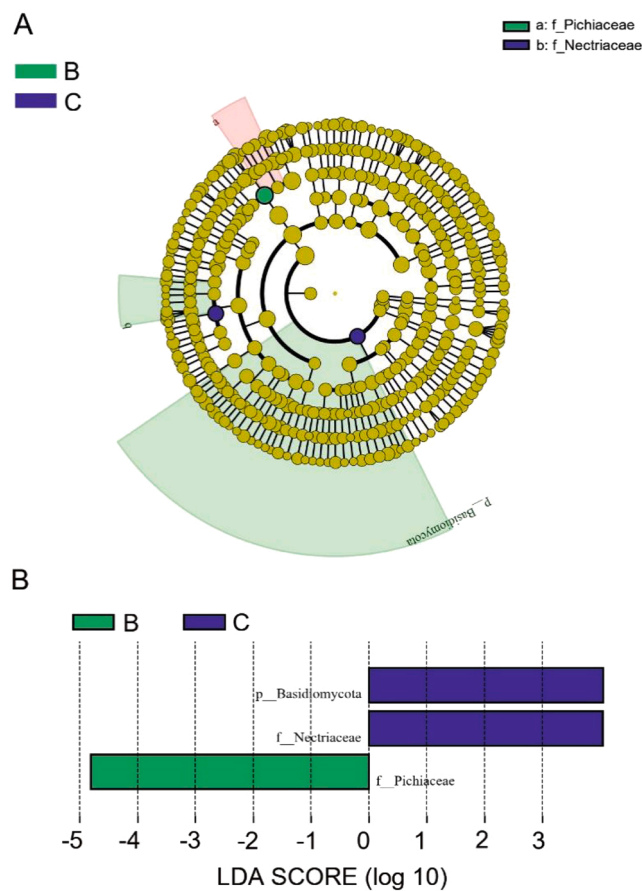 A
B
C
a: f_Pichiaceae
b: f_Nectriaceae
a
b
p__Basidiomycota
B
B
C
p__Basidiomycota
f__Nectriaceae
f__Pichiaceae
-5 -4 -3 -2 -1 0 1 2 3
LDA SCORE (log 10)